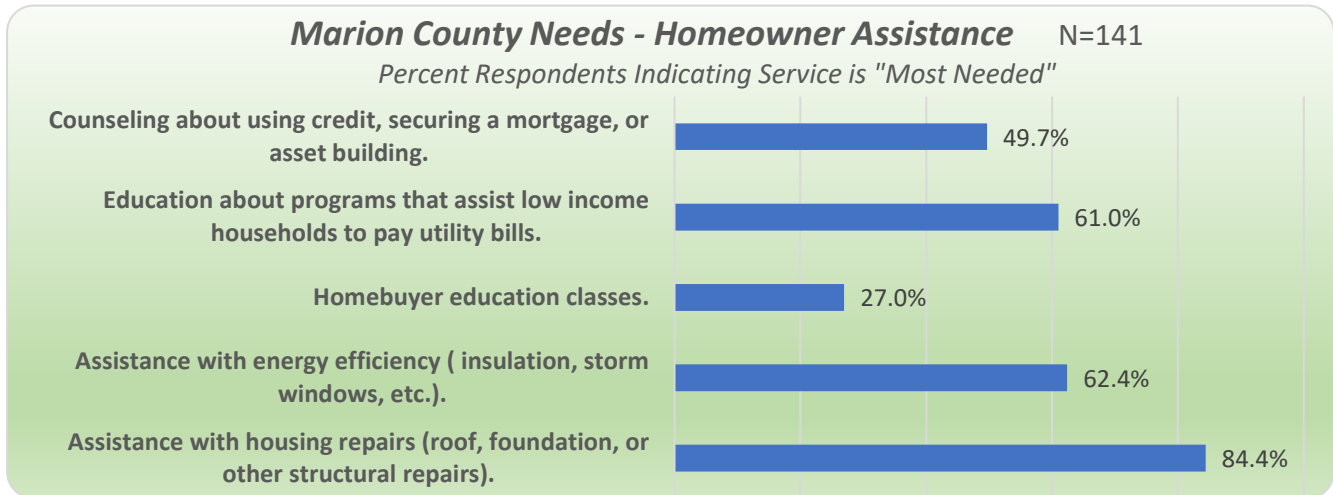 Marion County Needs - Homeowner Assistance N=141
Percent Respondents Indicating Service is "Most Needed"
Counseling about using credit, securing a mortgage, or
asset building.
49.7%
Education about programs that assist low income
households to pay utility bills.
61.0%
Homebuyer education classes.
27.0%
Assistance with energy efficiency ( insulation, storm
windows, etc.).
62.4%
Assistance with housing repairs (roof, foundation, or
other structural repairs).
84.4%